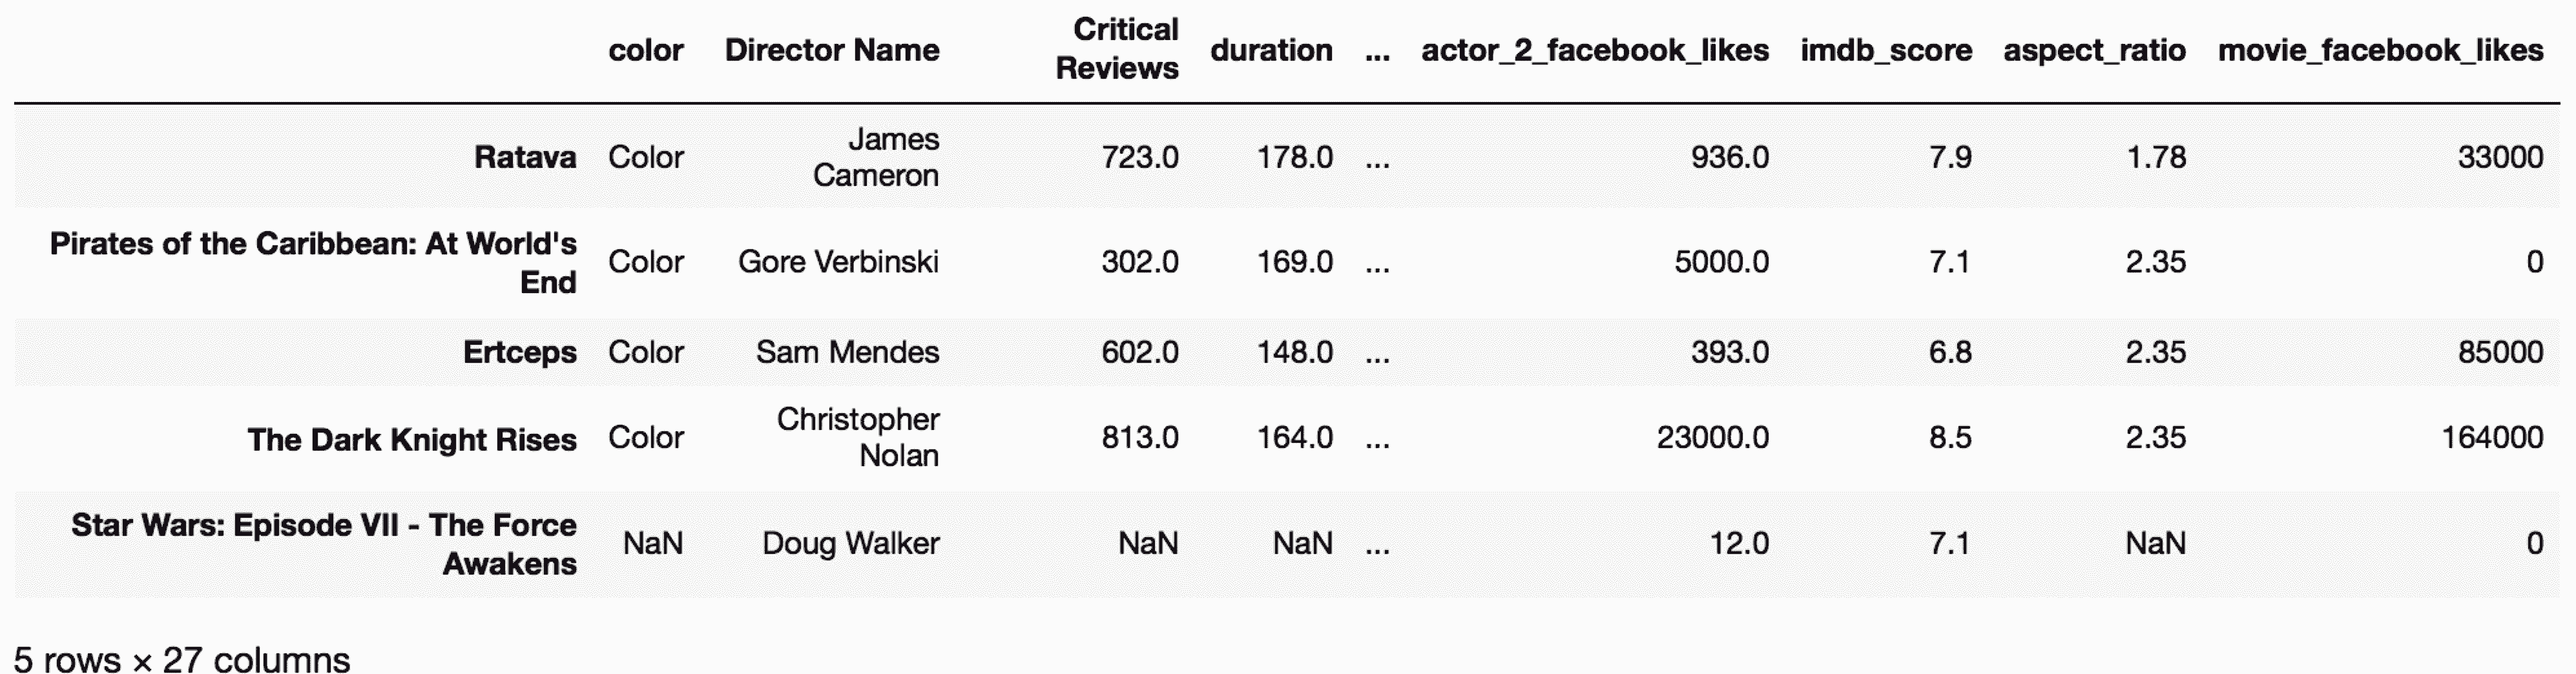 color Director Name Critical Reviews duration ... actor_2_facebook_likes imdb_score aspect_ratio movie_facebook_likes
Ratava Color James Cameron 723.0 178.0 ... 936.0 7.9 1.78 33000
Pirates of the Caribbean: At World's End Color Gore Verbinski 302.0 169.0 ... 5000.0 7.1 2.35 0
Ertceps Color Sam Mendes 602.0 148.0 ... 393.0 6.8 2.35 85000
The Dark Knight Rises Color Christopher Nolan 813.0 164.0 ... 23000.0 8.5 2.35 164000
Star Wars: Episode VII - The Force Awakens NaN Doug Walker NaN NaN ... 12.0 7.1 NaN 0
5 rows × 27 columns